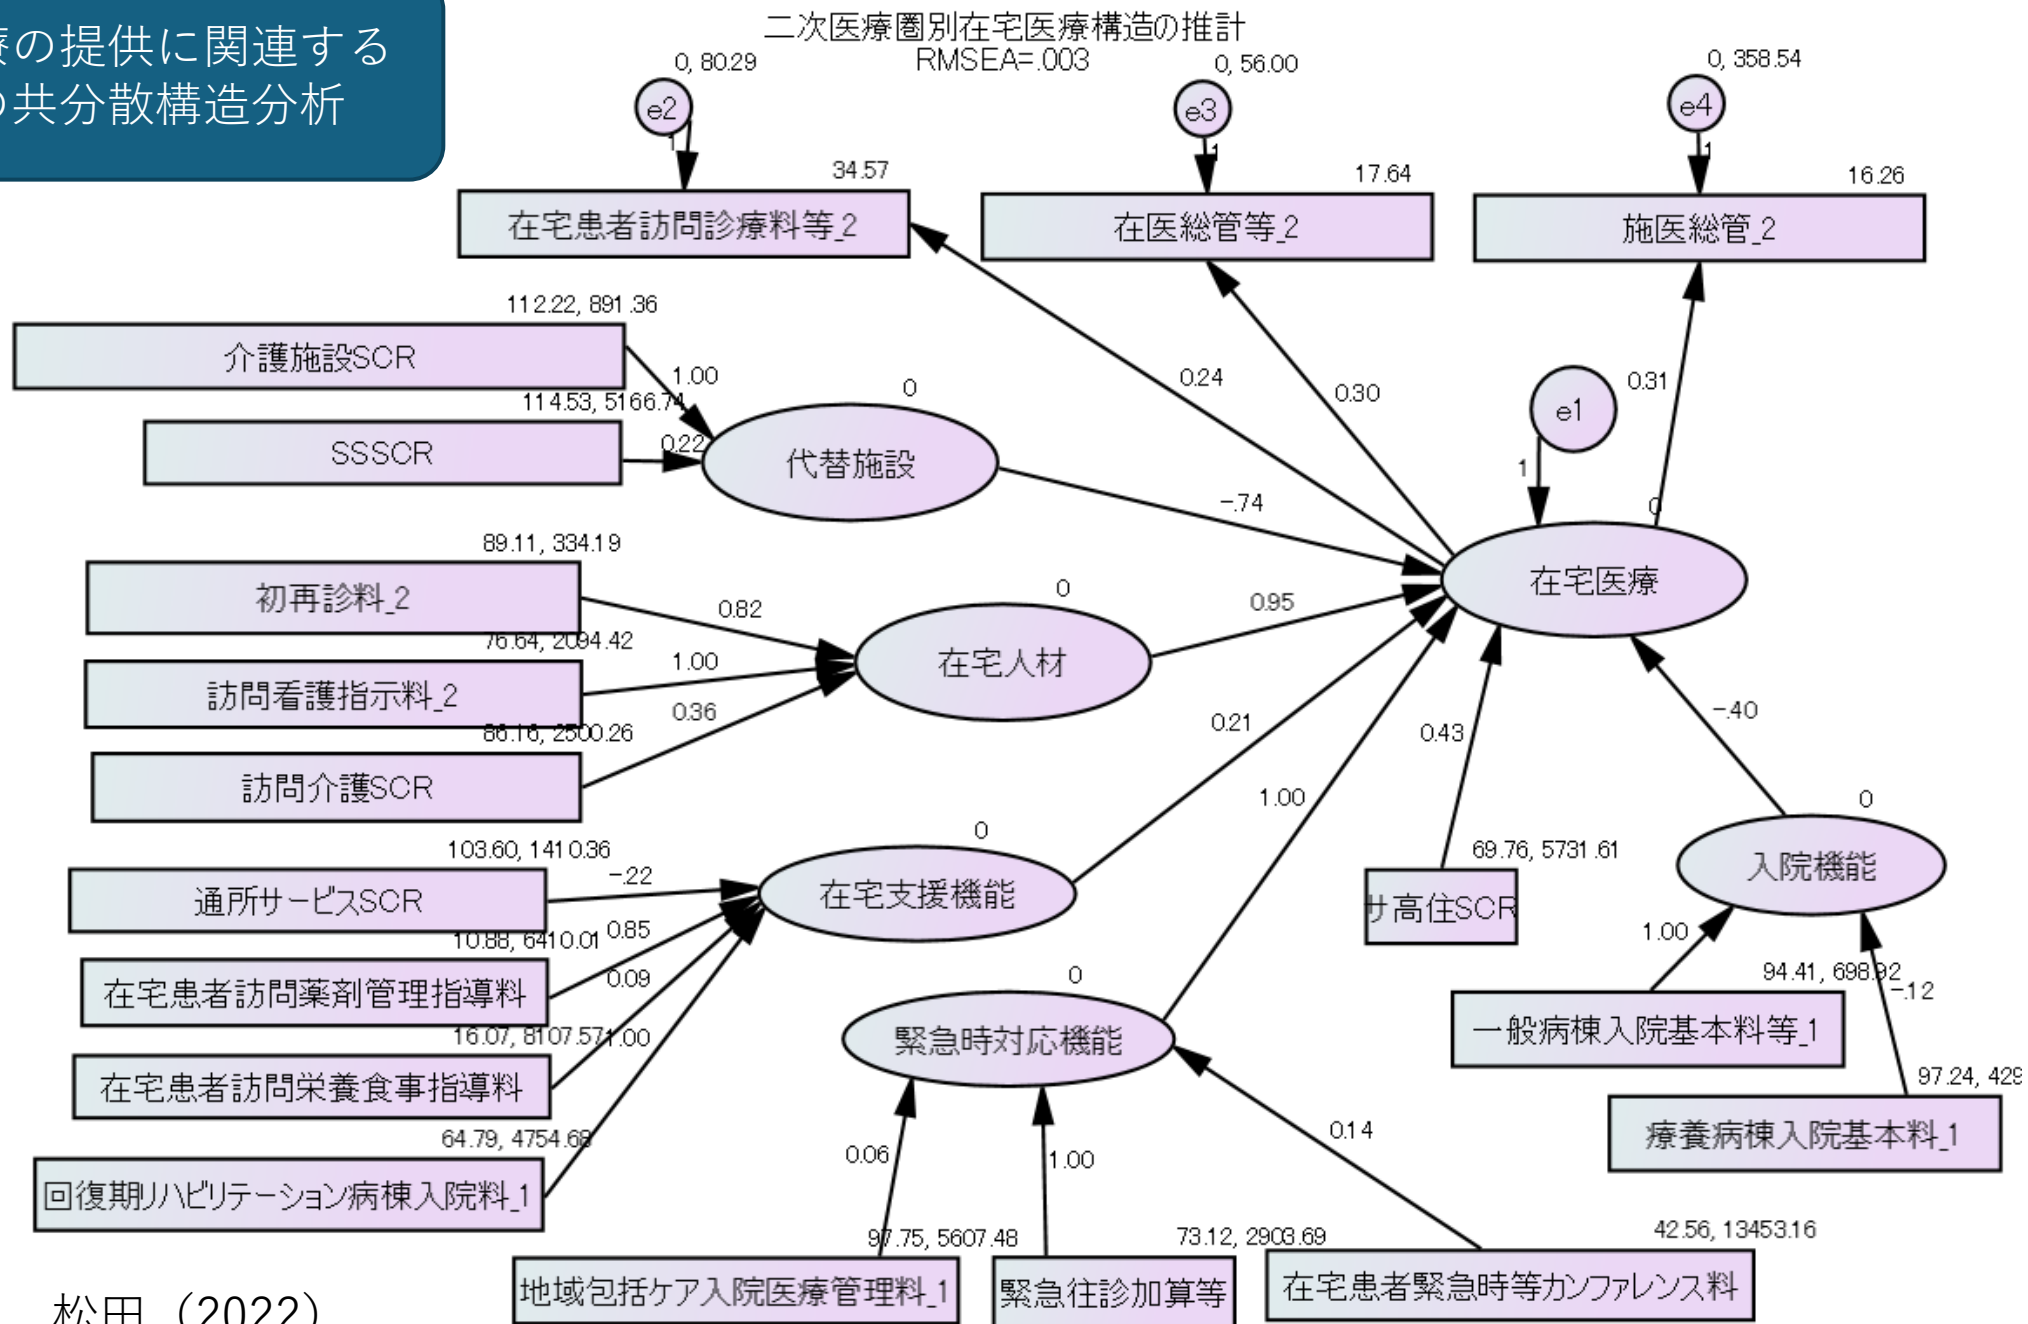 療の提供に関連する
の共分散構造分析
二次医療圏別在宅医療構造の推計
RMSEA=.003
0, 80.29
0, 56.00
0, 358.54
e2
e3
e4
1
1
1
34.57
17.64
16.26
在宅患者訪問診療料等_2
在医総管等_2
施医総管_2
112.22, 891.36
介護施設SCR
1.00
0
0.24
0.30
0.31
e1
114.53, 5166.74
SSSCR
0.22
代替施設
1
-.74
0
89.11, 334.19
初再診料_2
0.82
0
0.95
在宅医療
76.64, 2094.42
訪問看護指示料_2
1.00
在宅人材
86.16, 2500.26
0.36
訪問介護SCR
0.21
0.43
-.40
1.00
103.60, 1410.36
通所サービスSCR
-.22
0
在宅支援機能
69.76, 5731.61
サ高住SCR
0
入院機能
10.88, 6410.01
0.85
在宅患者訪問薬剤管理指導料
0.09
1.00
94.41, 698.92
-.12
0
16.07, 8107.57
1.00
在宅患者訪問栄養食事指導料
緊急時対応機能
一般病棟入院基本料等_1
97.24, 429
療養病棟入院基本料_1
64.79, 4754.68
回復期リハビリテーション病棟入院料_1
0.06
1.00
0.14
97.75, 5607.48
73.12, 2903.69
42.56, 13453.16
地域包括ケア入院医療管理料_1
緊急往診加算等
在宅患者緊急時等カンファレンス料
松田（2022）